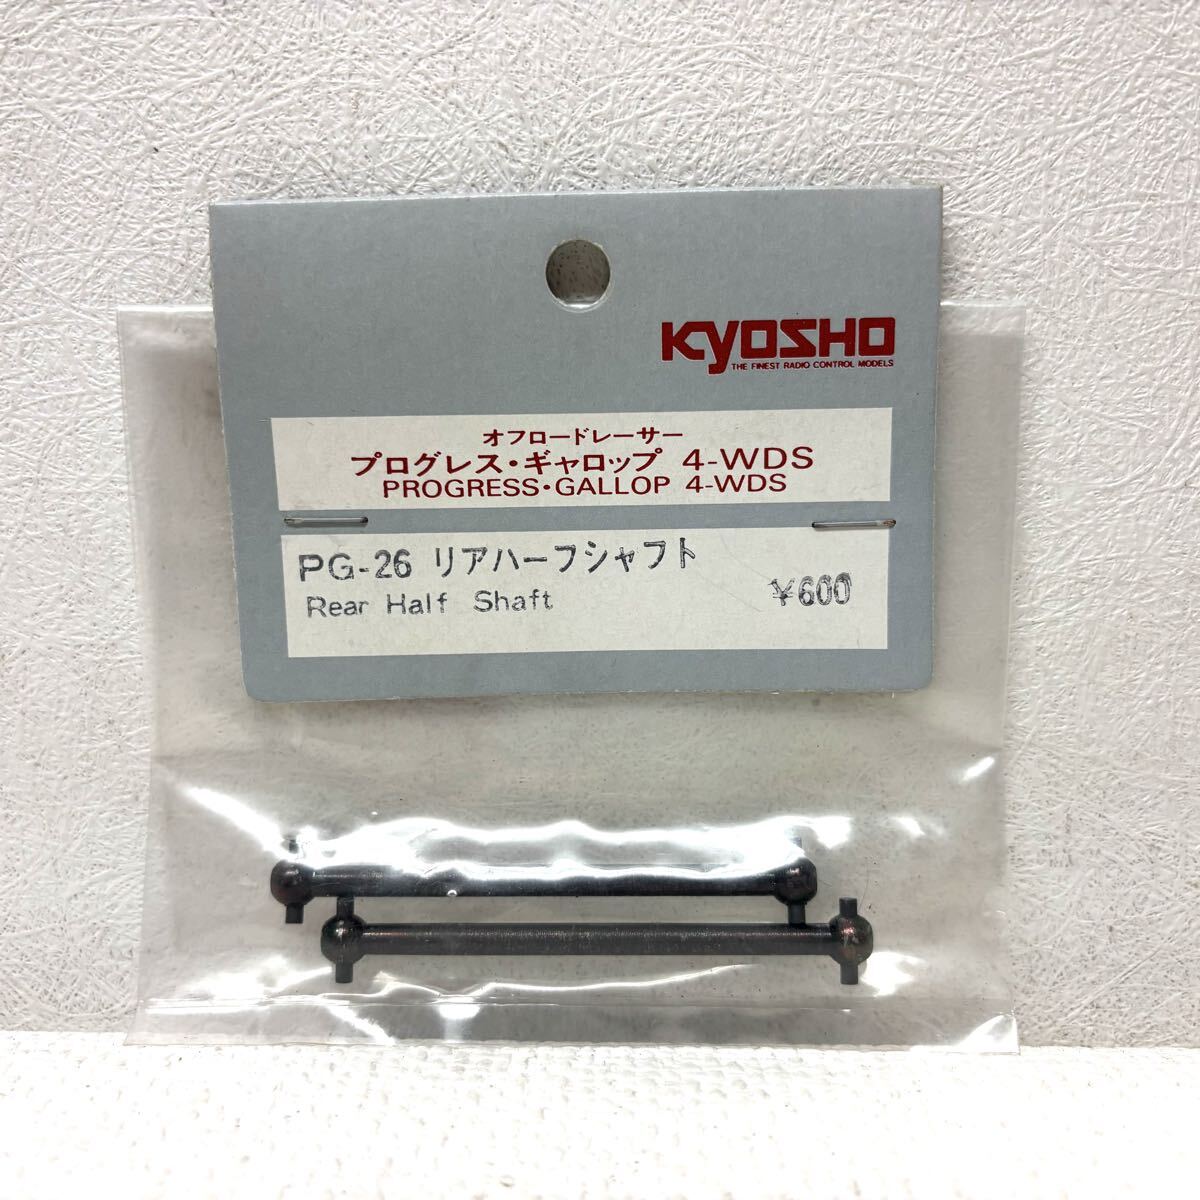 KYOSHO
THE FINEST RADIO CONTROL MODELS
オフロードレーサー
プログレス・ギャロップ 4-WDS
PROGRESS・GALLOP 4-WDS
PG-26 リアハーフシャフト
Rear Half Shaft
¥600